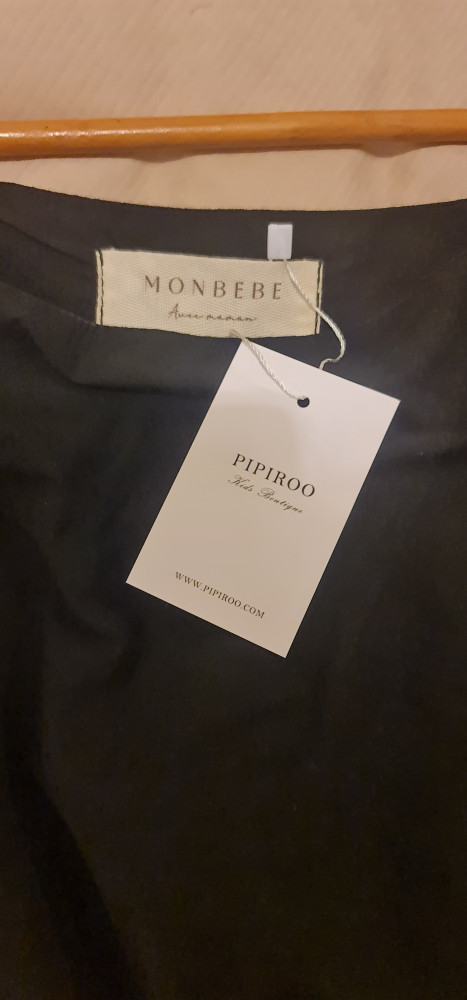 MONBEBE
Avec maman
PIPIROO
Kids Boutique
WWW.PIPIROO.COM